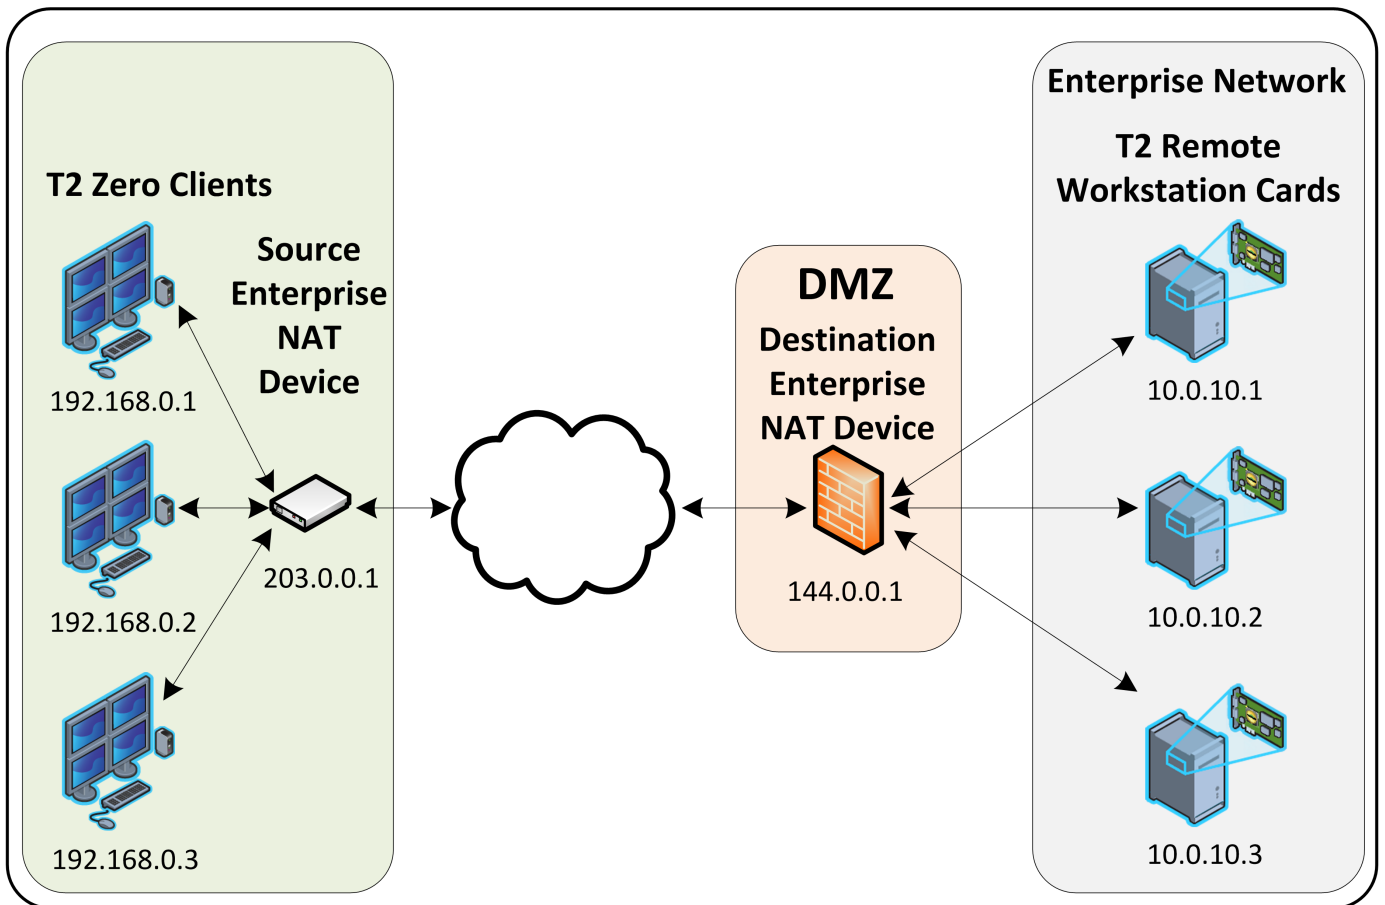 T2 Zero Clients
Source
Enterprise
NAT
Device
192.168.0.1
192.168.0.2
192.168.0.3
203.0.0.1
DMZ
Destination
Enterprise
NAT Device
144.0.0.1
Enterprise Network
T2 Remote
Workstation Cards
10.0.10.1
10.0.10.2
10.0.10.3